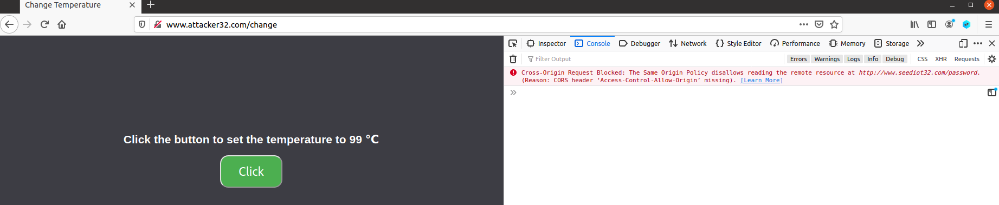 Change Temperature
www.attacker32.com/change
Inspector Console Debugger Network Style Editor Performance Memory Storage
Filter Output Errors Warnings Logs Info Debug CSS XHR Requests
Cross-Origin Request Blocked: The Same Origin Policy disallows reading the remote resource at http://www.seediot32.com/password.
(Reason: CORS header ‘Access-Control-Allow-Origin’ missing). [Learn More]
Click the button to set the temperature to 99 °C
Click